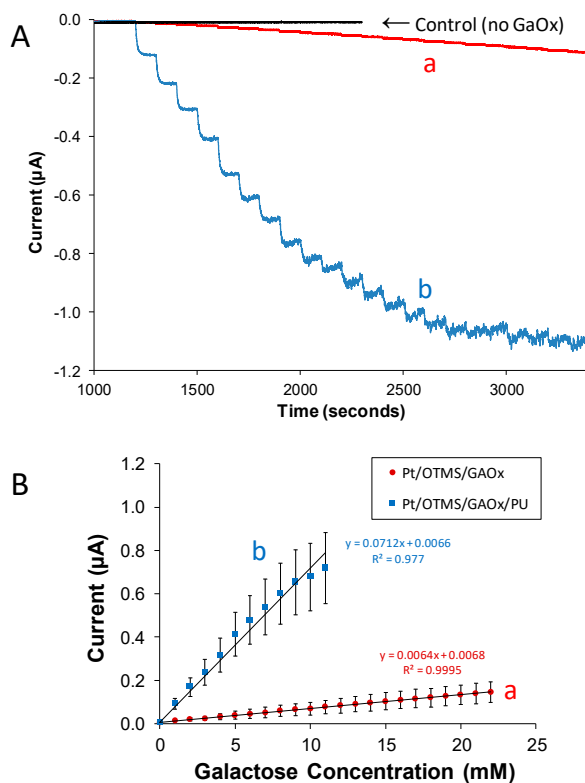 A
Control (no GaOx)
a
b
0.0
-0.2
-0.4
-0.6
-0.8
-1.0
-1.2
Current (µA)
1000
1500
2000
2500
3000
Time (seconds)
B
Pt/OTMS/GAOx
Pt/OTMS/GAOx/PU
b
y = 0.0712x + 0.0066
R² = 0.977
y = 0.0064x + 0.0068
R² = 0.9995
a
1.2
1.0
0.8
0.6
0.4
0.2
0.0
Current (µA)
0
5
10
15
20
25
Galactose Concentration (mM)